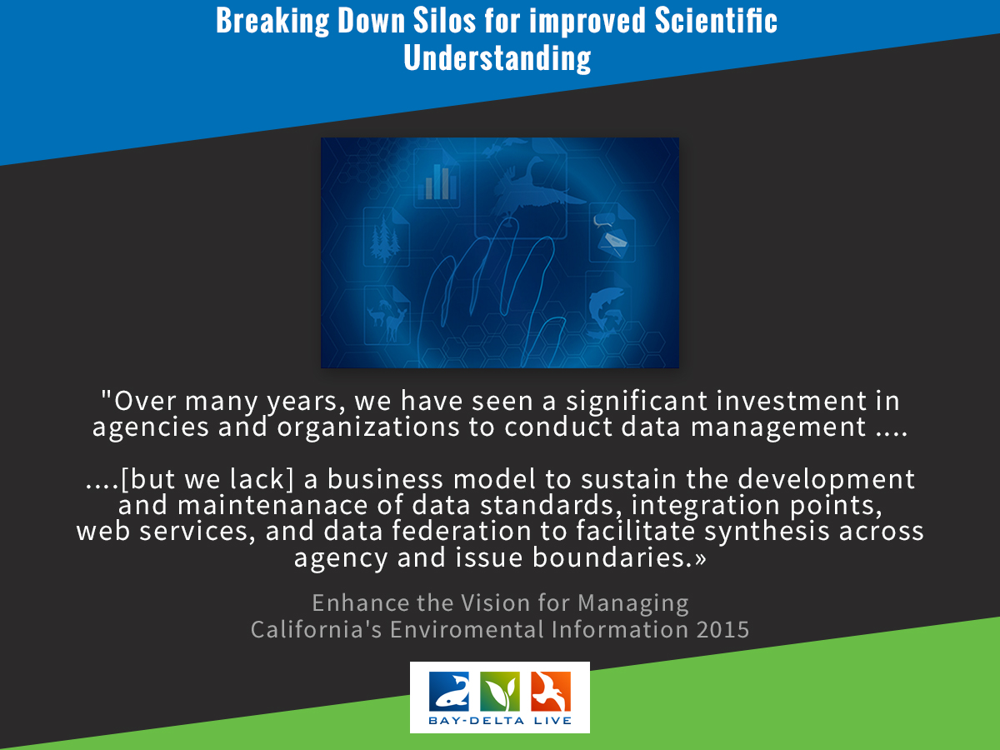 Breaking Down Silos for improved Scientific
Understanding
"Over many years, we have seen a significant investment in
agencies and organizations to conduct data management ....
....[but we lack] a business model to sustain the development
and maintenanace of data standards, integration points,
web services, and data federation to facilitate synthesis across
agency and issue boundaries.»
Enhance the Vision for Managing
California's Enviromental Information 2015
BAY-DELTA LIVE